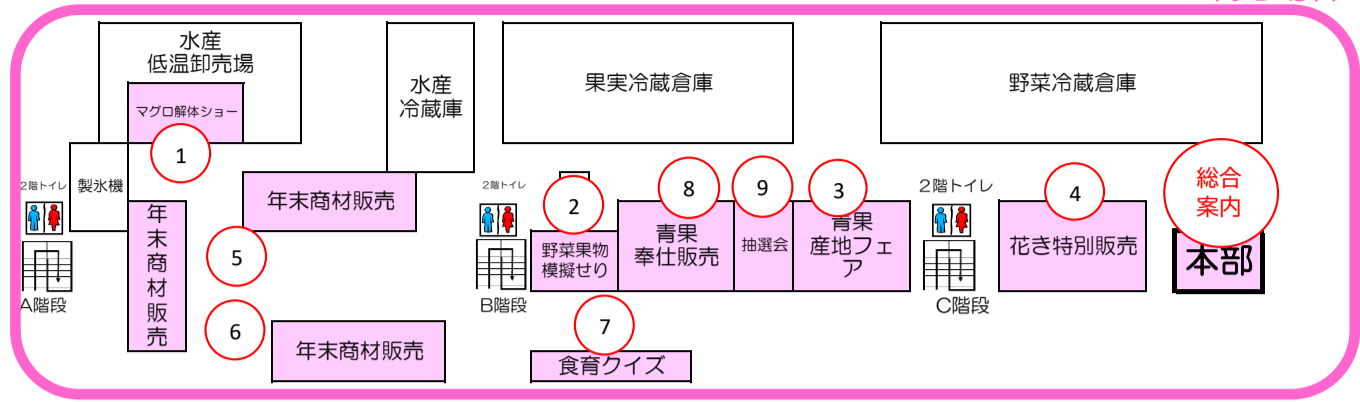 水産
低温卸売場
マグロ解体ショー
1
水産
冷蔵庫
果実冷蔵倉庫
野菜冷蔵倉庫
2階トイレ
製氷機
年末商材販売
年末商材販売
5
6
年末商材販売
A階段
2階トイレ
B階段
2
野菜果物
模擬せり
8
青果
奉仕販売
9
抽選会
3
青果
産地フェ
ア
7
食育クイズ
2階トイレ
C階段
4
花き特別販売
総合
案内
本部